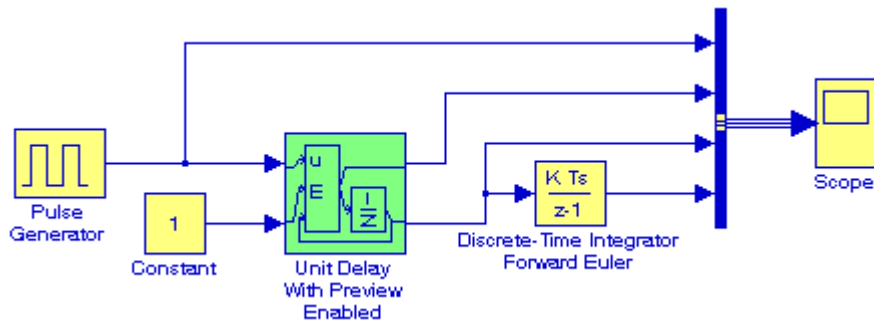 Pulse
Generator
1
Constant
u
E
1
Z
Unit Delay
With Preview
Enabled
K Ts
z-1
Discrete-Time Integrator
Forward Euler
Scope